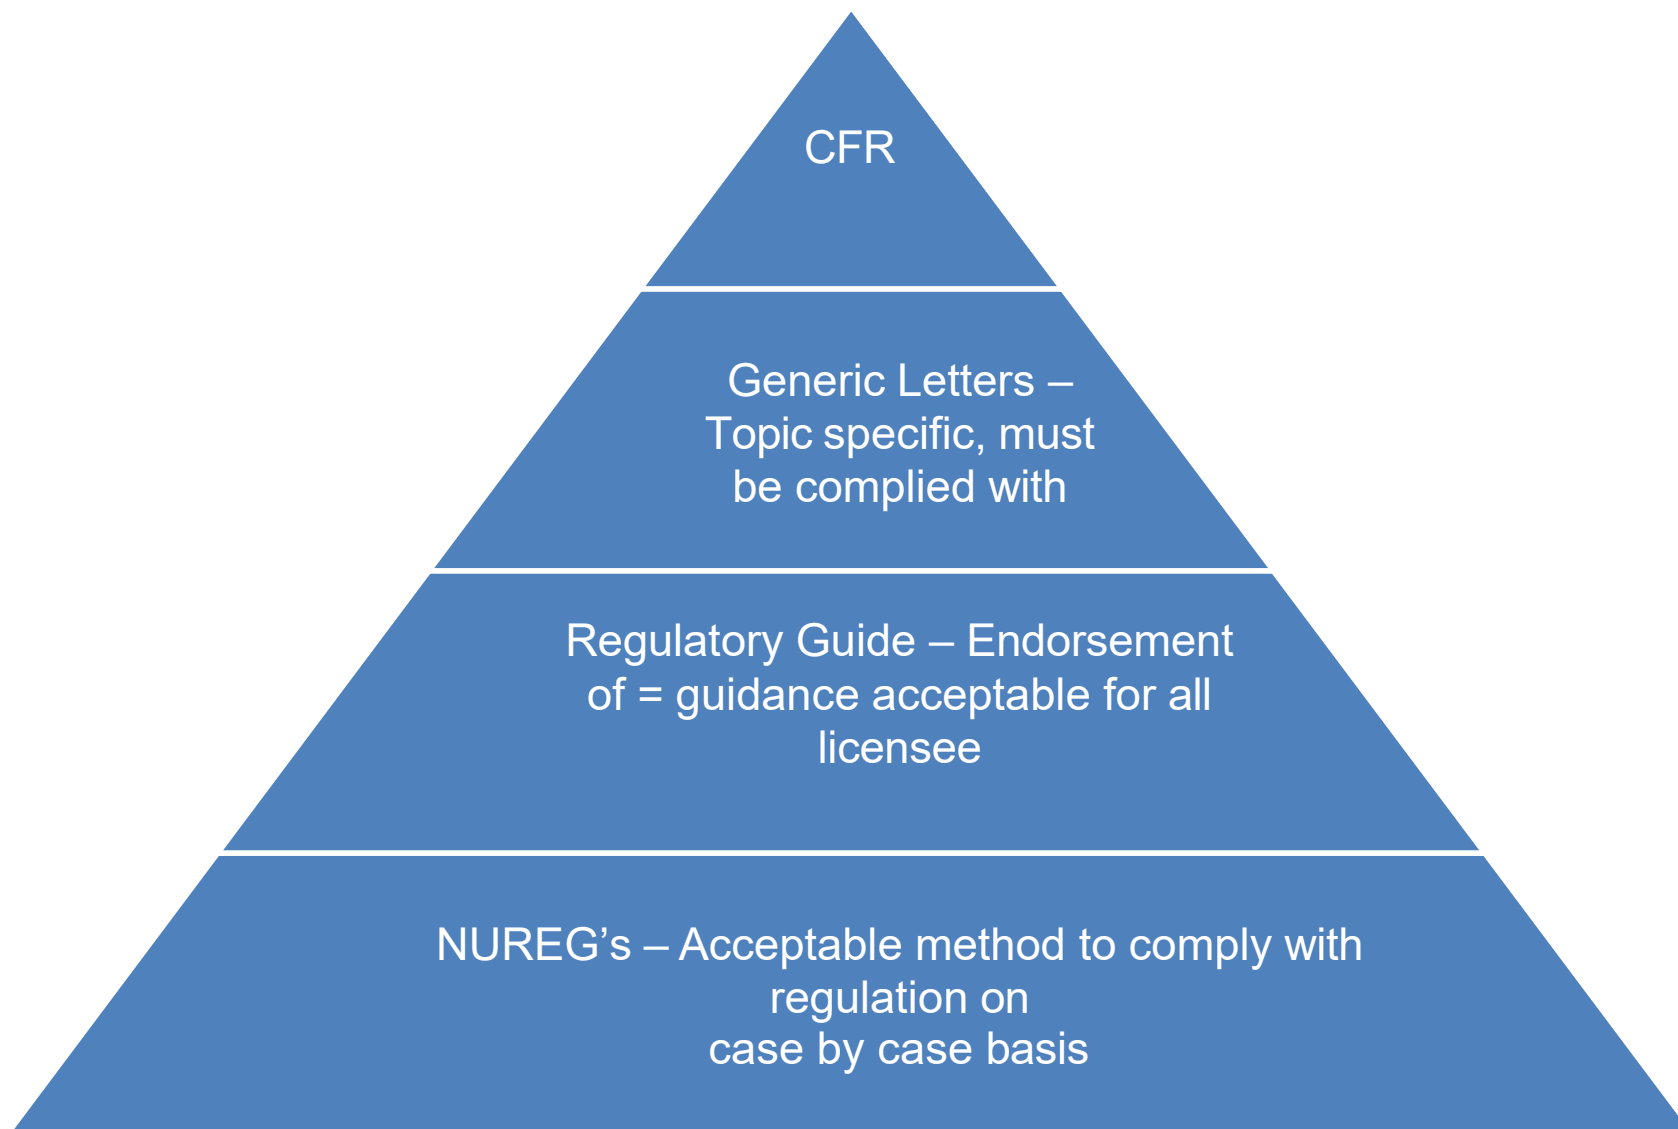 CFR
Generic Letters –
Topic specific, must
be complied with
Regulatory Guide – Endorsement
of = guidance acceptable for all
licensee
NUREG’s – Acceptable method to comply with
regulation on
case by case basis